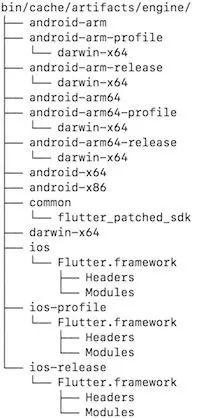 bin/cache/artifacts/engine/
├── android-arm
├── android-arm-profile
│   └── darwin-x64
├── android-arm-release
│   └── darwin-x64
├── android-arm64
├── android-arm64-profile
│   └── darwin-x64
├── android-arm64-release
│   └── darwin-x64
├── android-x64
├── android-x86
├── common
│   └── flutter_patched_sdk
├── darwin-x64
├── ios
│   └── Flutter.framework
│       ├── Headers
│       └── Modules
├── ios-profile
│   └── Flutter.framework
│       ├── Headers
│       └── Modules
└── ios-release
    └── Flutter.framework
        ├── Headers
        └── Modules